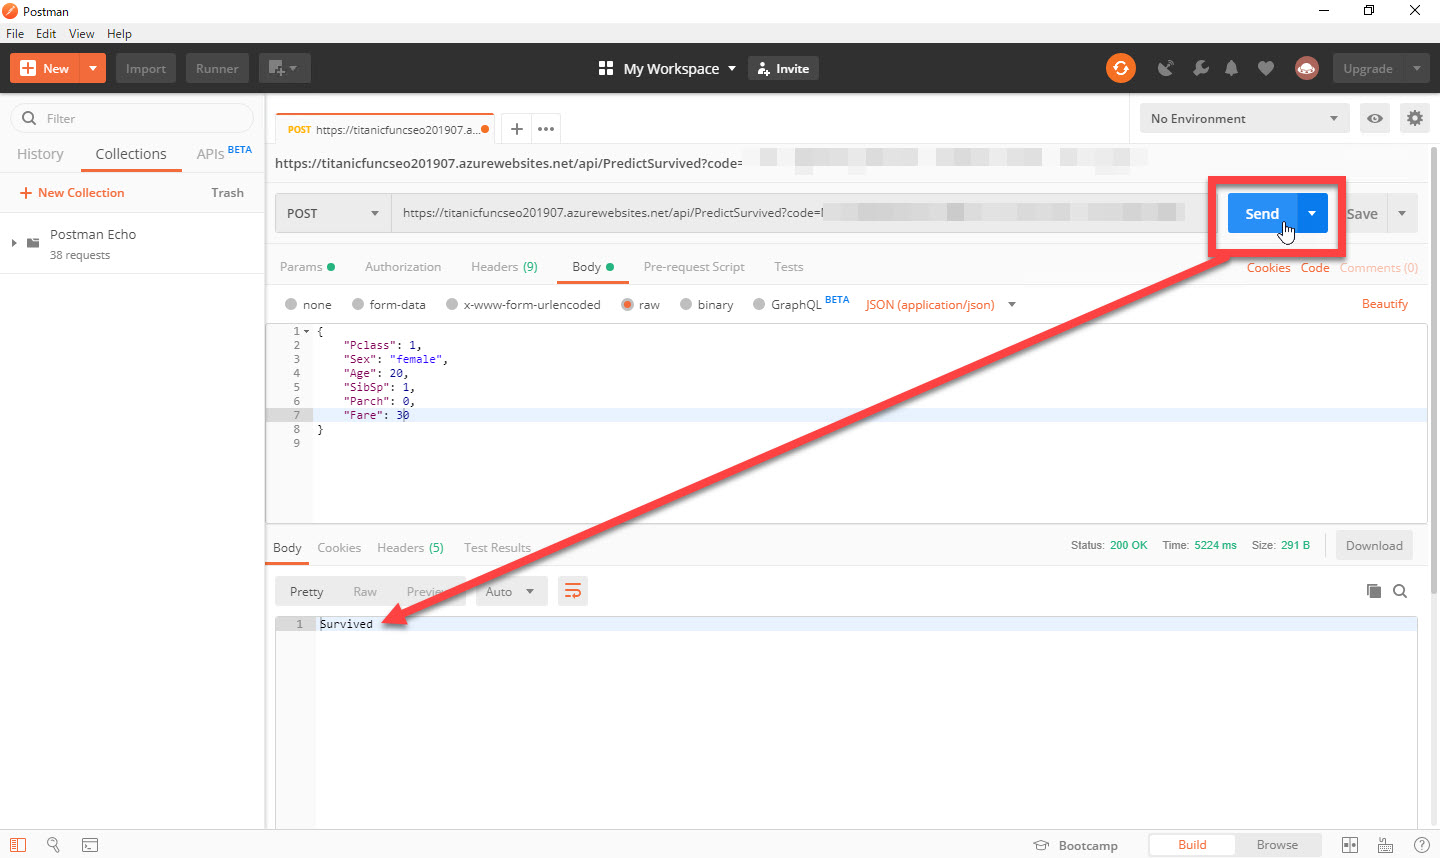 Postman
File Edit View Help
New Import Runner My Workspace Invite Upgrade
Filter
History Collections APIs BETA
New Collection Trash
Postman Echo
38 requests
POST https://titanicfuncseo201907.a...
No Environment
https://titanicfuncseo201907.azurewebsites.net/api/PredictSurvived?code=
POST https://titanicfuncseo201907.azurewebsites.net/api/PredictSurvived?code= Send Save
Params Authorization Headers (9) Body Pre-request Script Tests Cookies Code Comments (0)
none form-data x-www-form-urlencoded raw binary GraphQL BETA JSON (application/json) Beautify
1 {
2 "Pclass": 1,
3 "Sex": "female",
4 "Age": 20,
5 "SibSp": 1,
6 "Parch": 0,
7 "Fare": 30
8 }
9
Body Cookies Headers (5) Test Results Status: 200 OK Time: 5224 ms Size: 291 B Download
Pretty Raw Preview Auto
1 Survived
Bootcamp Build Browse